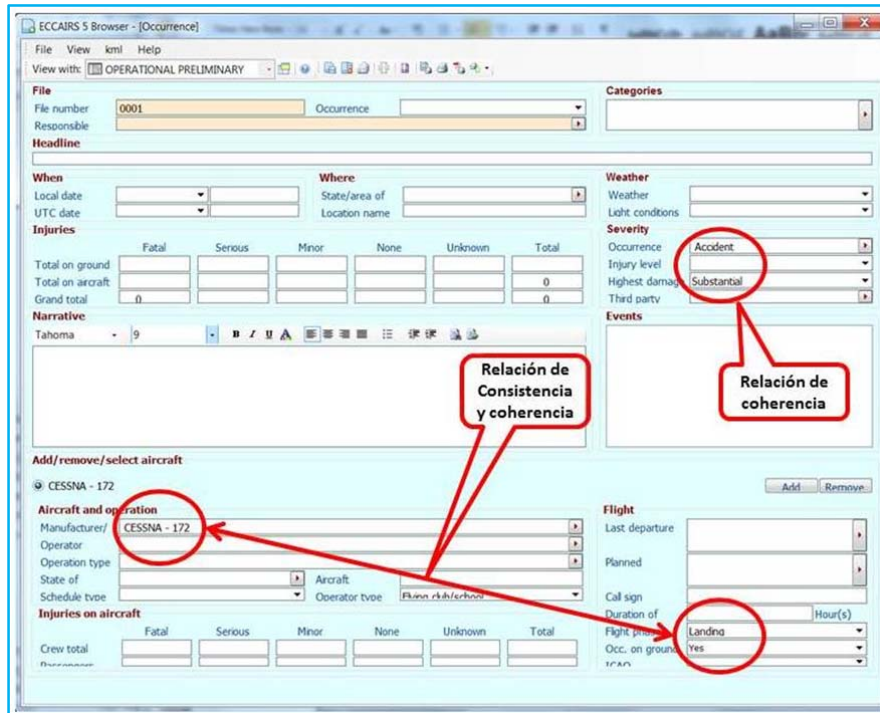 ECCAIRS 5 Browser - [Occurrence]
File View kml Help
View with: OPERATIONAL PRELIMINARY
File
File number 0001 Occurrence
Responsible
Categories
Headline
When
Local date
UTC date
Where
State/area of
Location name
Weather
Weather
Light conditions
Injuries
Fatal Serious Minor None Unknown Total
Total on ground
Total on aircraft 0
Grand total 0 0
Severity
Occurrence Accident
Injury level
Highest damage Substantial
Third party
Narrative
Tahoma 9 B I U A
Events
Relación de
Consistencia
y coherencia
Relación de
coherencia
Add/remove/select aircraft
CESSNA - 172
Add Remove
Aircraft and operation
Manufacturer/ CESSNA - 172
Operator
Operation type
State of Aircraft
Schedule type Operator type Flying club/school
Flight
Last departure
Planned
Call sign
Duration of Hour(s)
Flight phase Landing
Occ. on ground Yes
ICAO
Injuries on aircraft
Fatal Serious Minor None Unknown Total
Crew total
Passengers